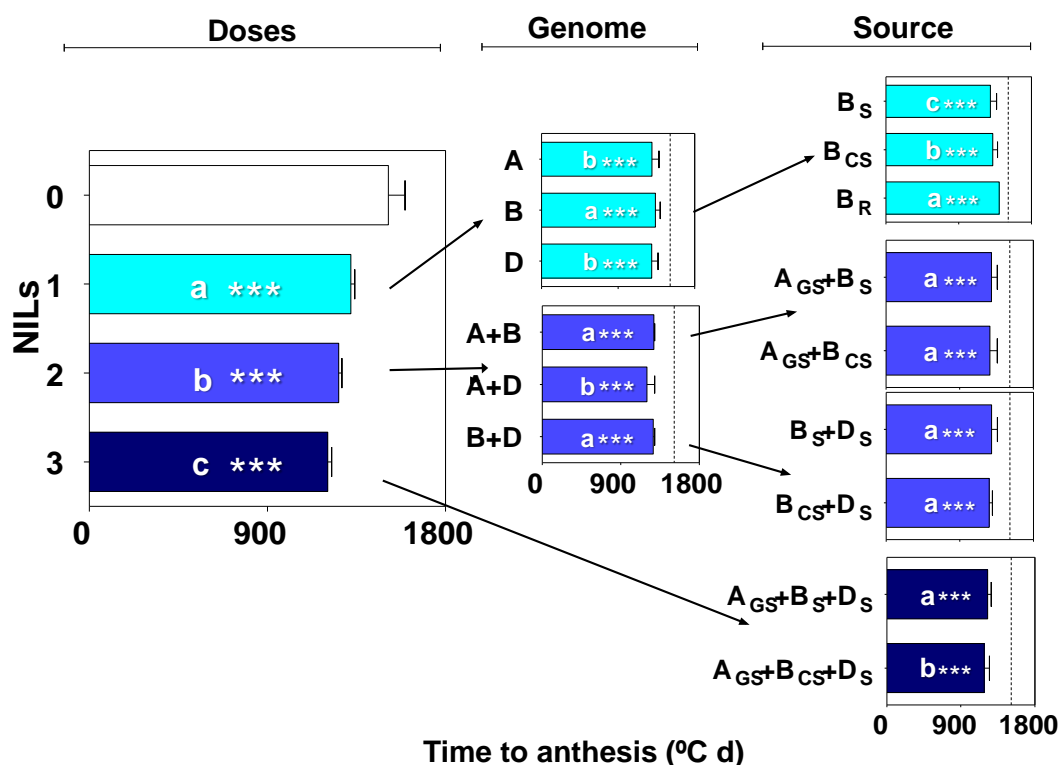 Doses
Genome
Source
NILs
0
1
a ***
2
b ***
3
c ***
0 900 1800
A
b ***
B
a ***
D
b ***
A+B
a ***
A+D
b ***
B+D
a ***
0 900 1800
BS
c ***
BCS
b ***
BR
a ***
AGS+BS
a ***
AGS+BCS
a ***
BS+DS
a ***
BCS+DS
a ***
AGS+BS+DS
a ***
AGS+BCS+DS
b ***
0 900 1800
Time to anthesis (ºC d)